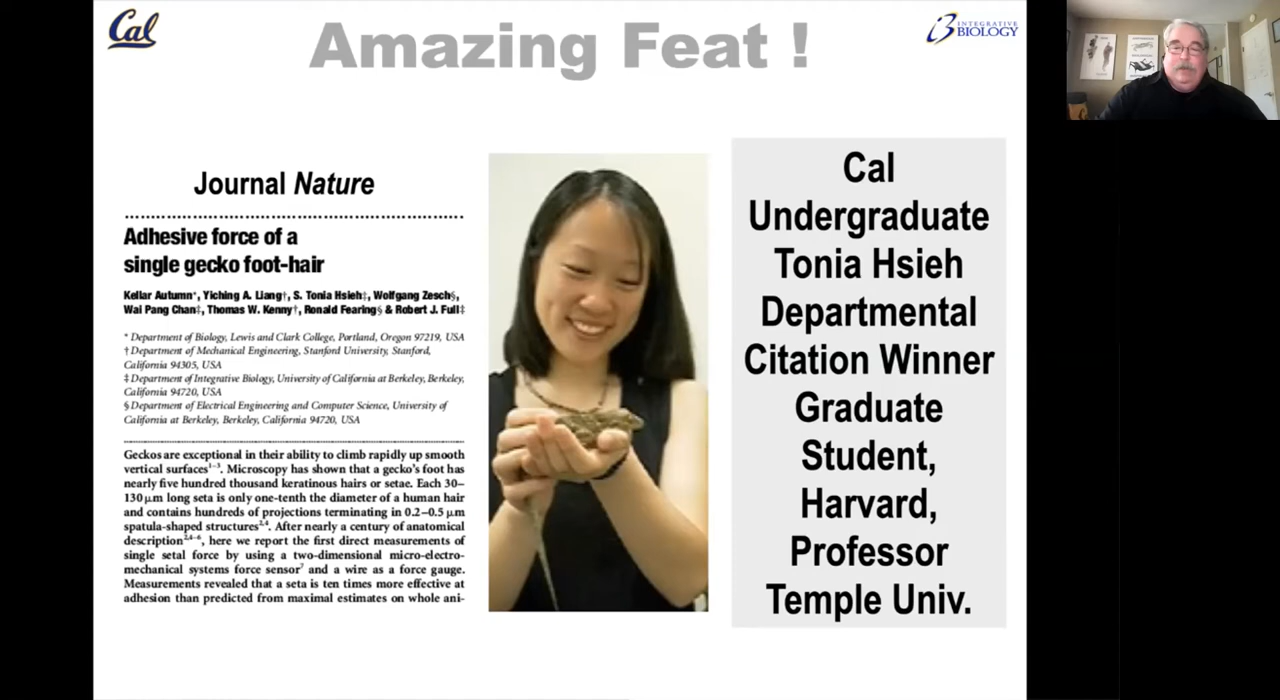 Cal
INTEGRATIVE
BIOLOGY
Amazing Feat !
Journal Nature
Adhesive force of a
single gecko foot-hair
Kellar Autumn*, Yiching A. Liang†, S. Tonia Hsieh‡, Wolfgang Zesch§,
Wai Pang Chan‡, Thomas W. Kenny†, Ronald Fearing§ & Robert J. Full‡
* Department of Biology, Lewis and Clark College, Portland, Oregon 97219, USA
† Department of Mechanical Engineering, Stanford University, Stanford,
California 94305, USA
‡ Department of Integrative Biology, University of California at Berkeley, Berkeley,
California 94720, USA
§ Department of Electrical Engineering and Computer Science, University of
California at Berkeley, Berkeley, California 94720, USA
Geckos are exceptional in their ability to climb rapidly up smooth
vertical surfaces1–3. Microscopy has shown that a gecko's foot has
nearly five hundred thousand keratinous hairs or setae. Each 30–
130 µm long seta is only one-tenth the diameter of a human hair
and contains hundreds of projections terminating in 0.2–0.5 µm
spatula-shaped structures2,4. After nearly a century of anatomical
description2,4–6, here we report the first direct measurements of
single setal force by using a two-dimensional micro-electro-
mechanical systems force sensor7 and a wire as a force gauge.
Measurements revealed that a seta is ten times more effective at
adhesion than predicted from maximal estimates on whole ani-
Cal
Undergraduate
Tonia Hsieh
Departmental
Citation Winner
Graduate
Student,
Harvard,
Professor
Temple Univ.